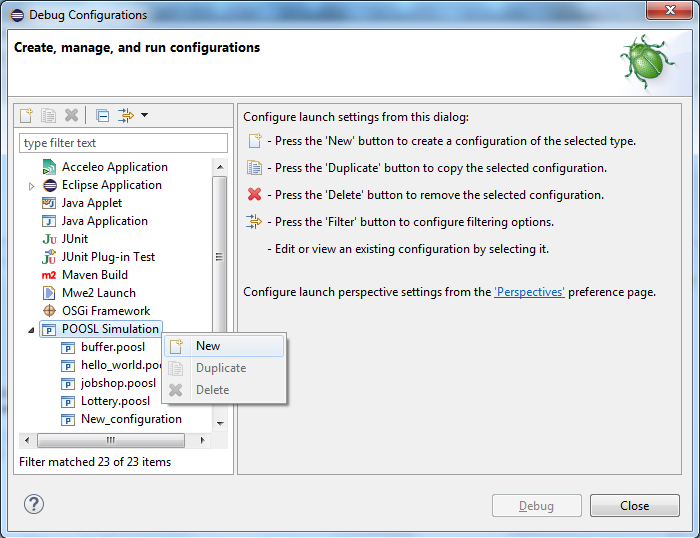 Debug Configurations
Create, manage, and run configurations
type filter text
Acceleo Application
Eclipse Application
Java Applet
Java Application
Ju JUnit
JUnit Plug-in Test
m2 Maven Build
Mwe2 Launch
OSGi Framework
POOSL Simulation
buffer.poosl
hello_world.poo
jobshop.poosl
Lottery.poosl
New_configuration
New
Duplicate
Delete
Filter matched 23 of 23 items
Configure launch settings from this dialog:
- Press the 'New' button to create a configuration of the selected type.
- Press the 'Duplicate' button to copy the selected configuration.
- Press the 'Delete' button to remove the selected configuration.
- Press the 'Filter' button to configure filtering options.
- Edit or view an existing configuration by selecting it.
Configure launch perspective settings from the 'Perspectives' preference page.
?
Debug
Close